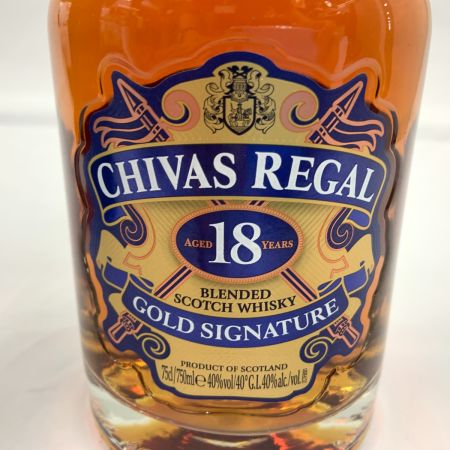 CHIVAS REGAL
AGED 18 YEARS
BLENDED
SCOTCH WHISKY
GOLD SIGNATURE
PRODUCT OF SCOTLAND
75cl/750ml e 40%vol/40°G.L.40%alc/vol.